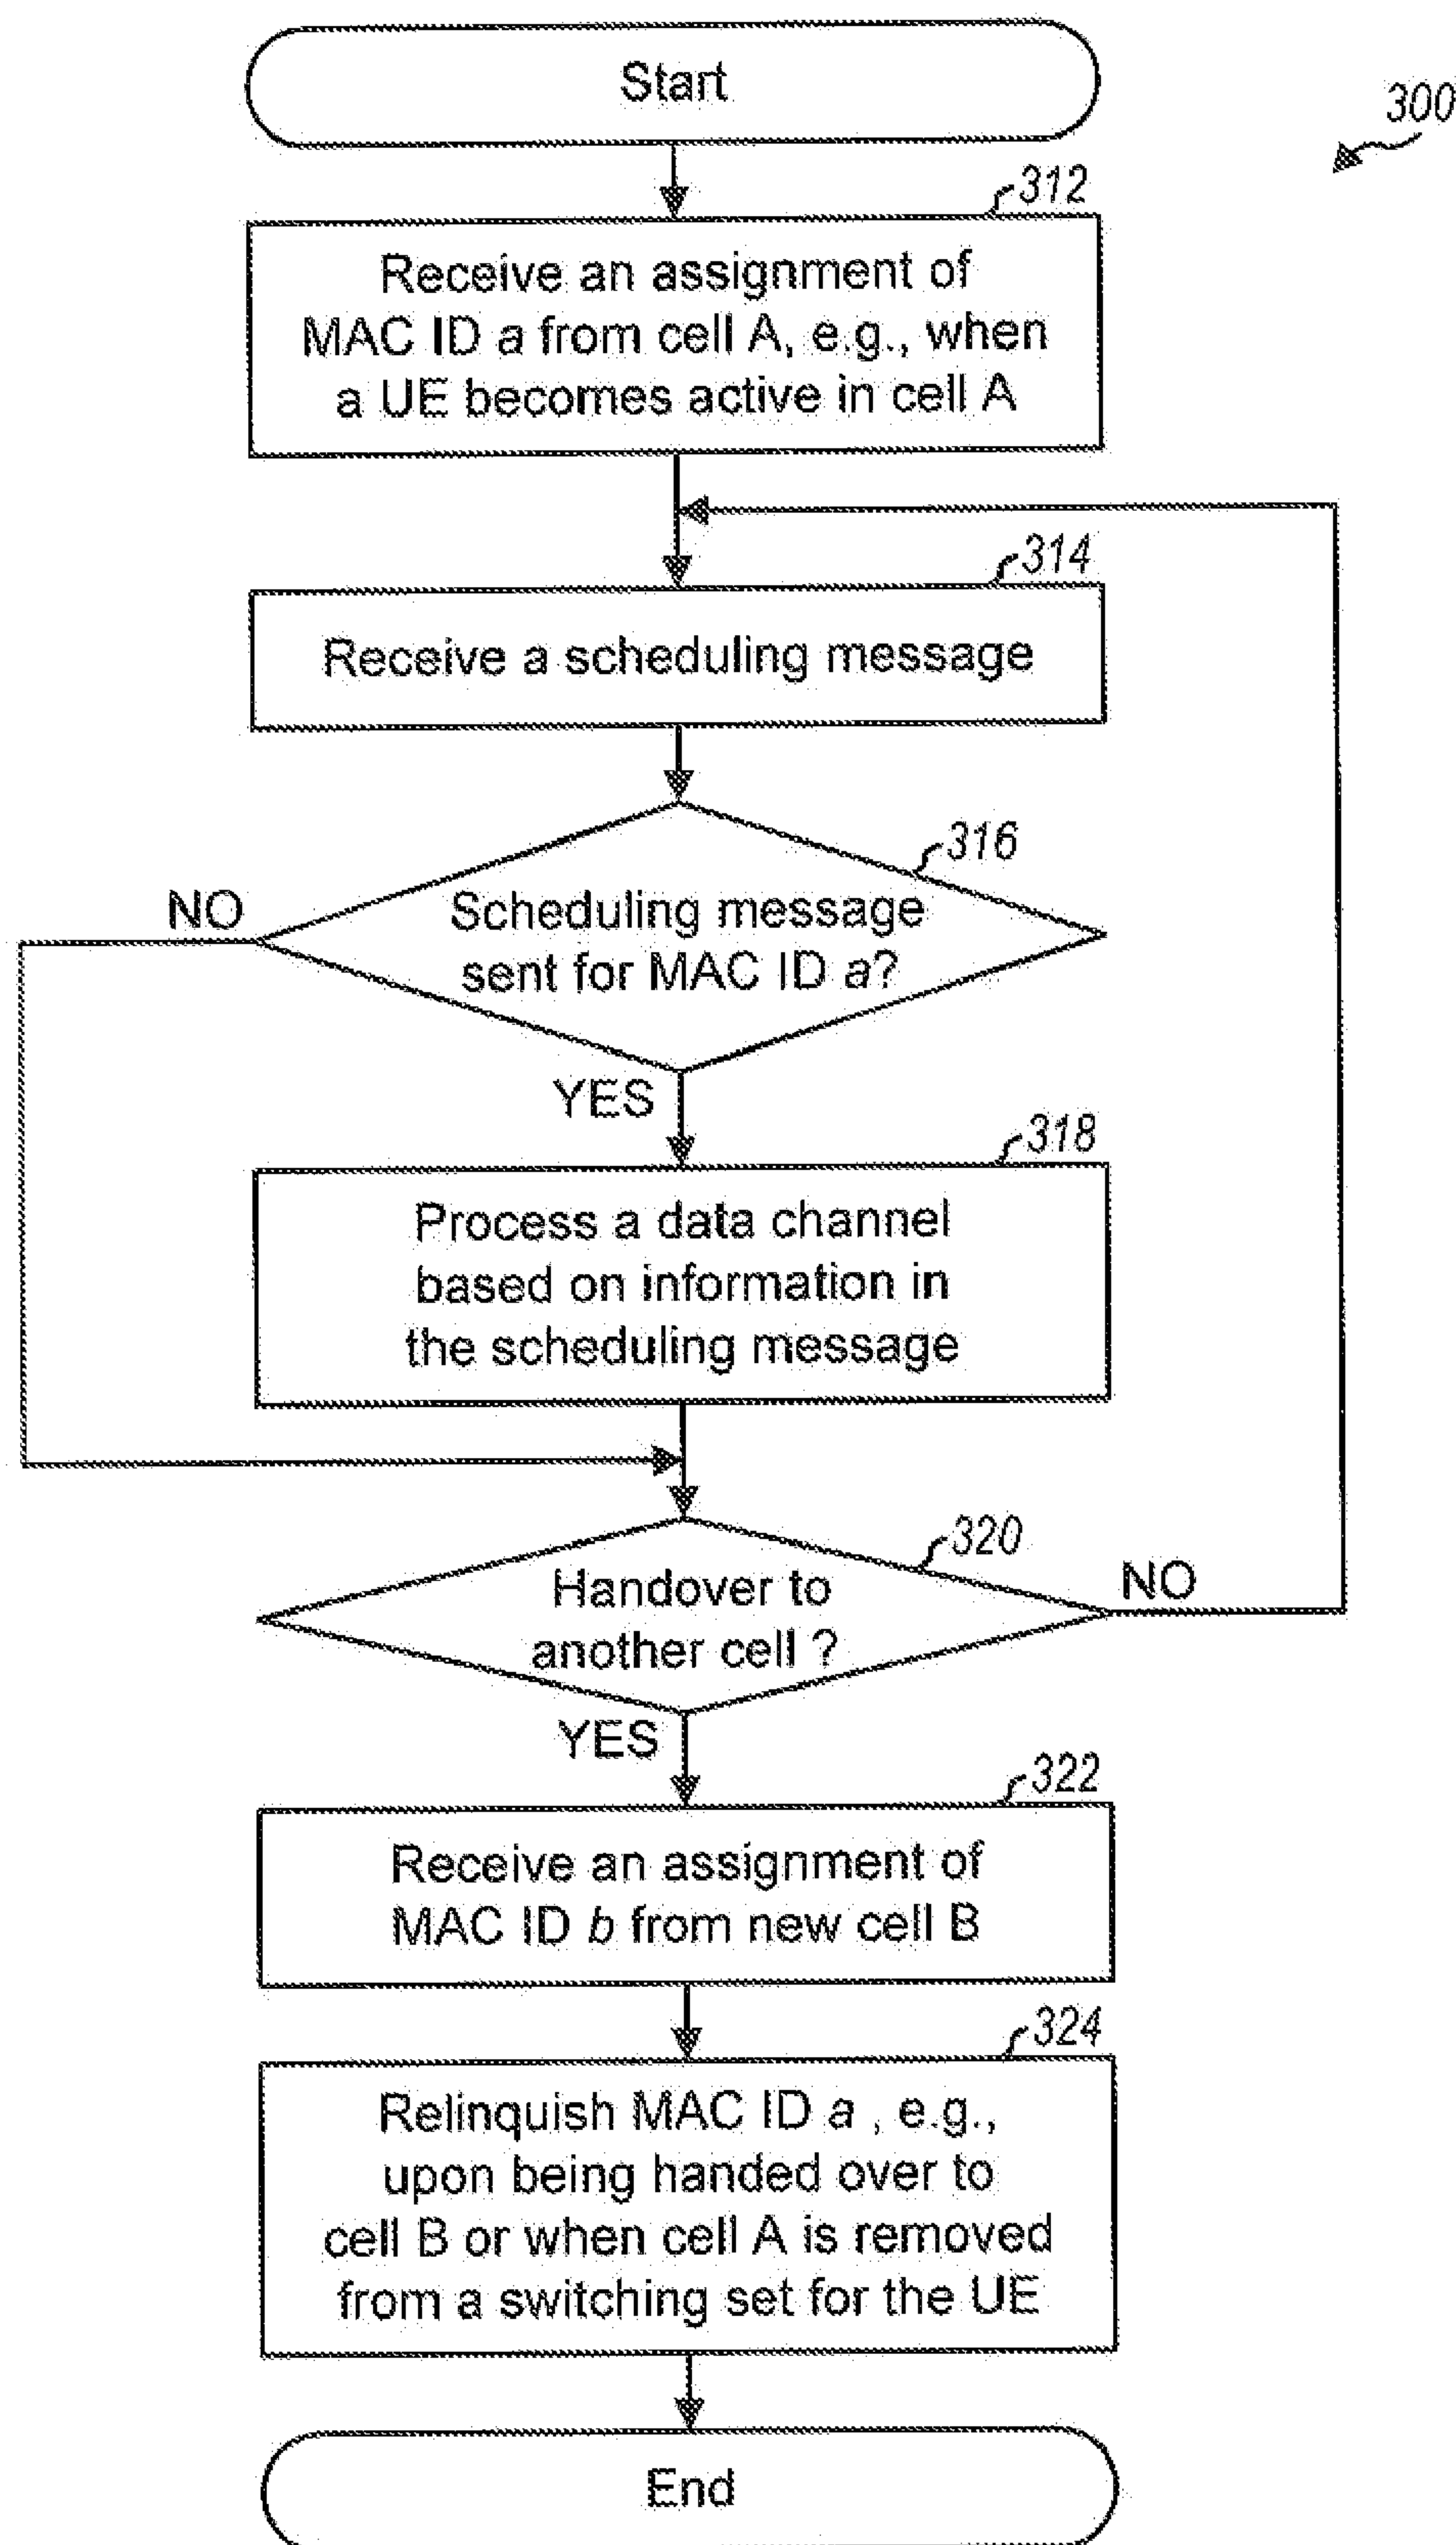 Start
300
312
Receive an assignment of
MAC ID a from cell A, e.g., when
a UE becomes active in cell A
314
Receive a scheduling message
316
NO
Scheduling message
sent for MAC ID a?
YES
318
Process a data channel
based on information in
the scheduling message
320
Handover to
another cell ?
NO
YES
322
Receive an assignment of
MAC ID b from new cell B
324
Relinquish MAC ID a , e.g.,
upon being handed over to
cell B or when cell A is removed
from a switching set for the UE
End